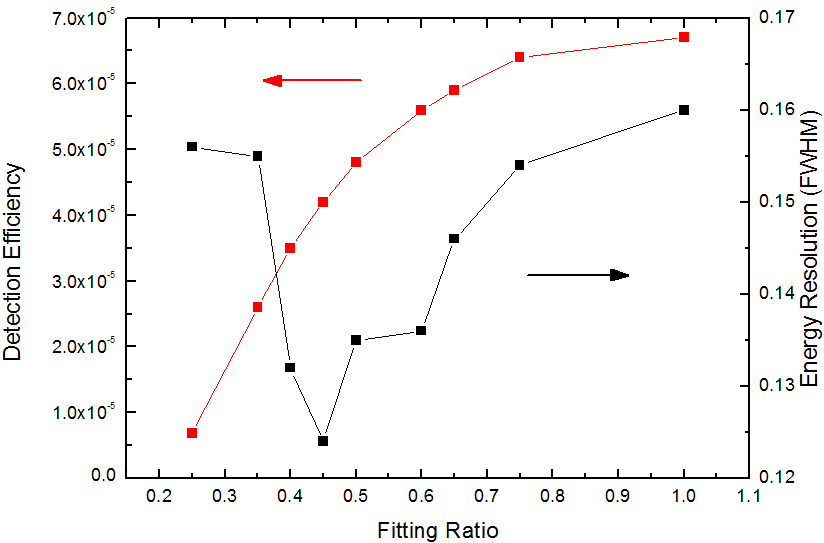 7.0x10⁻⁵
6.0x10⁻⁵
5.0x10⁻⁵
4.0x10⁻⁵
3.0x10⁻⁵
2.0x10⁻⁵
1.0x10⁻⁵
0.0
Detection Efficiency
0.2 0.3 0.4 0.5 0.6 0.7 0.8 0.9 1.0 1.1
Fitting Ratio
0.17
0.16
0.15
0.14
0.13
0.12
Energy Resolution (FWHM)